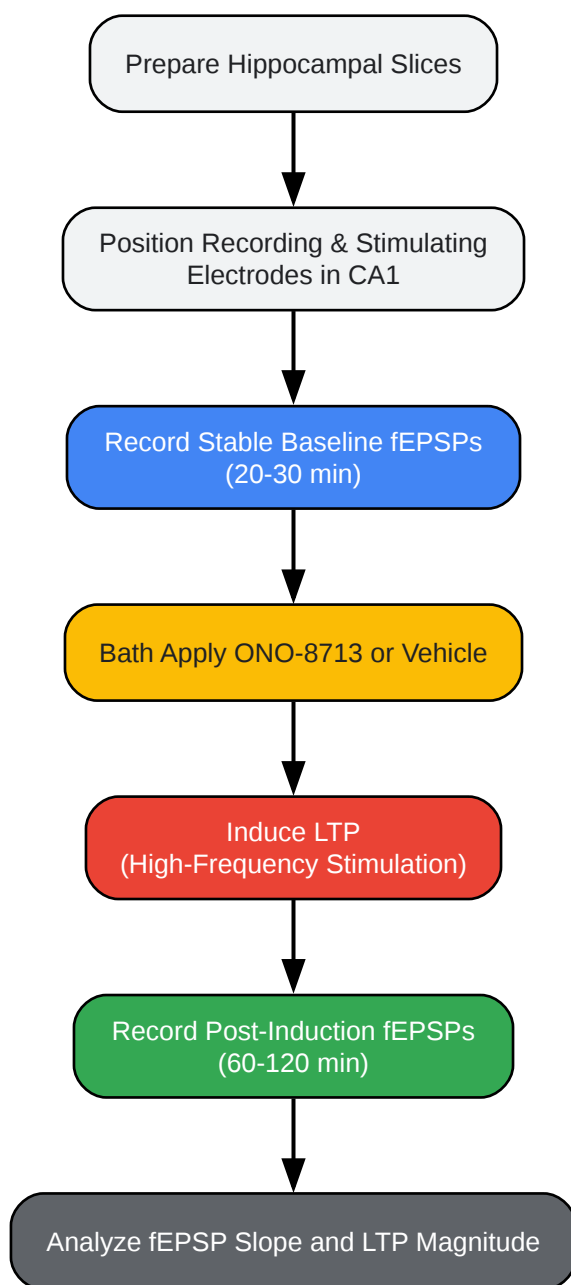 Prepare Hippocampal Slices
Position Recording & Stimulating
Electrodes in CA1
Record Stable Baseline fEPSPs
(20-30 min)
Bath Apply ONO-8713 or Vehicle
Induce LTP
(High-Frequency Stimulation)
Record Post-Induction fEPSPs
(60-120 min)
Analyze fEPSP Slope and LTP Magnitude